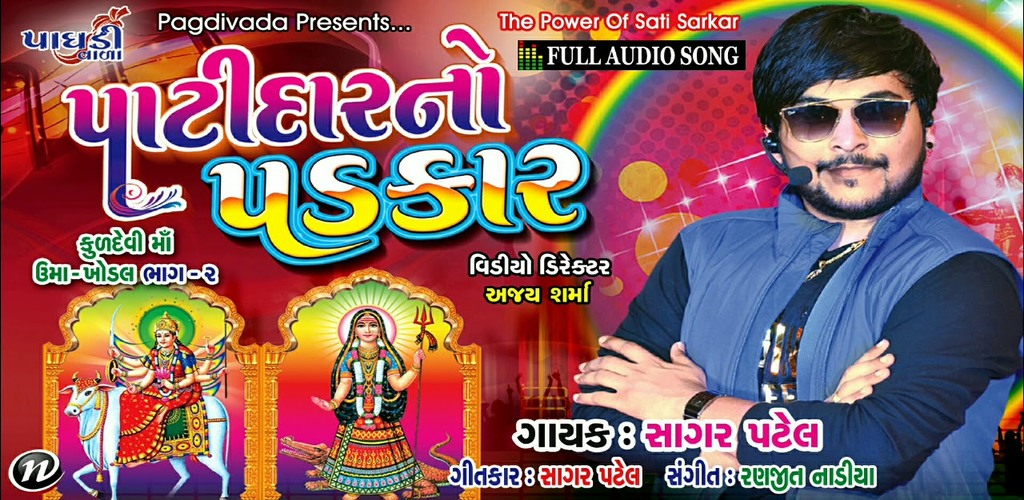 પાઘડી
વાળા
Pagdivada Presents...
The Power Of Sati Sarkar
FULL AUDIO SONG
પાટીદારનો
પડકાર
કુળદેવી માઁ
ઉમા-ખોડલ ભાગ-૨
વિડીયો ડિરેક્ટર
અજય શર્મા
ગાયક : સાગર પટેલ
ગીતકાર : સાગર પટેલ સંગીત : રણજીત નાડીયા
n